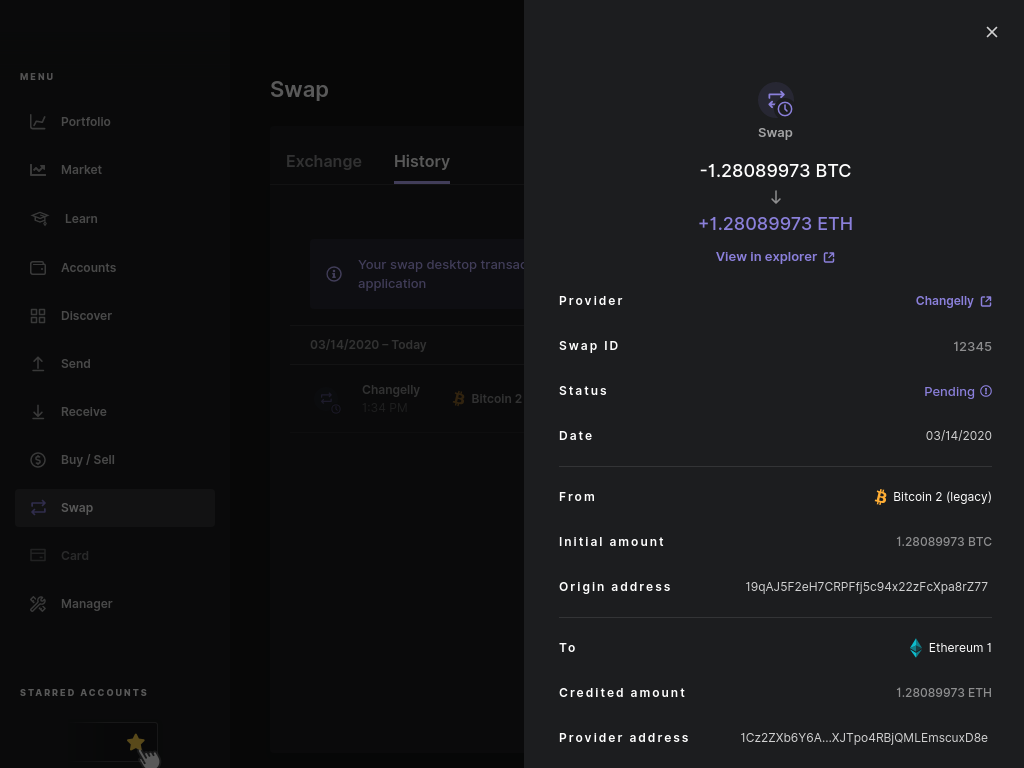 MENU
Portfolio
Market
Learn
Accounts
Discover
Send
Receive
Buy / Sell
Swap
Card
Manager
STARRED ACCOUNTS
Swap
Exchange
History
Your swap desktop transac
application
03/14/2020 – Today
Changelly
1:34 PM
Bitcoin 2
Swap
-1.28089973 BTC
+1.28089973 ETH
View in explorer
Provider
Changelly
Swap ID
12345
Status
Pending
Date
03/14/2020
From
Bitcoin 2 (legacy)
Initial amount
1.28089973 BTC
Origin address
19qAJ5F2eH7CRPFfj5c94x22zFcXpa8rZ77
To
Ethereum 1
Credited amount
1.28089973 ETH
Provider address
1Cz2ZXb6Y6A...XJTpo4RBjQMLEmscuxD8e